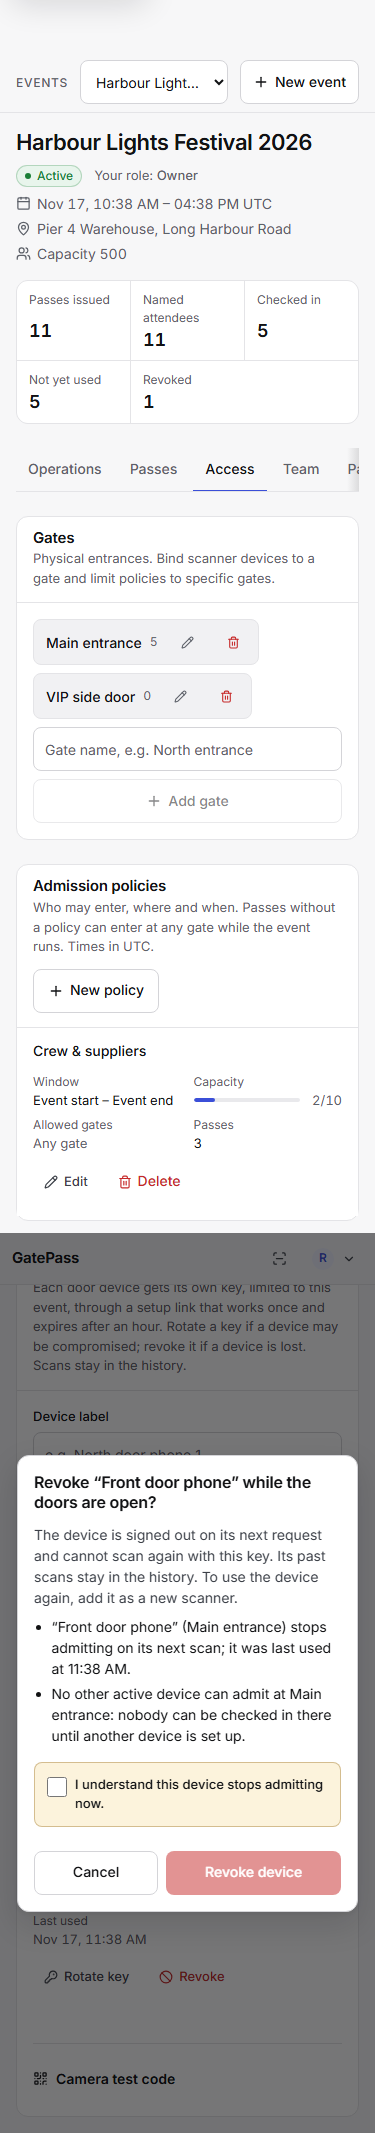 EVENTS
Harbour Light...
+ New event
Harbour Lights Festival 2026
Active
Your role: Owner
Nov 17, 10:38 AM – 04:38 PM UTC
Pier 4 Warehouse, Long Harbour Road
Capacity 500
Passes issued
11
Named
attendees
11
Checked in
5
Not yet used
5
Revoked
1
Operations
Passes
Access
Team
Gates
Physical entrances. Bind scanner devices to a
gate and limit policies to specific gates.
Main entrance 5
VIP side door 0
Gate name, e.g. North entrance
+ Add gate
Admission policies
Who may enter, where and when. Passes without
a policy can enter at any gate while the event
runs. Times in UTC.
+ New policy
Crew & suppliers
Window
Event start – Event end
Capacity
2/10
Allowed gates
Any gate
Passes
3
Edit
Delete
GatePass
R
Each door device gets its own key, limited to this
event, through a setup link that works once and
expires after an hour. Rotate a key if a device may
be compromised; revoke it if a device is lost.
Scans stay in the history.
Device label
e.g. North door phone 1
Revoke “Front door phone” while the
doors are open?
The device is signed out on its next request
and cannot scan again with this key. Its past
scans stay in the history. To use the device
again, add it as a new scanner.
• “Front door phone” (Main entrance) stops
admitting on its next scan; it was last used
at 11:38 AM.
• No other active device can admit at Main
entrance: nobody can be checked in there
until another device is set up.
I understand this device stops admitting
now.
Cancel
Revoke device
Last used
Nov 17, 11:38 AM
Rotate key
Revoke
Camera test code